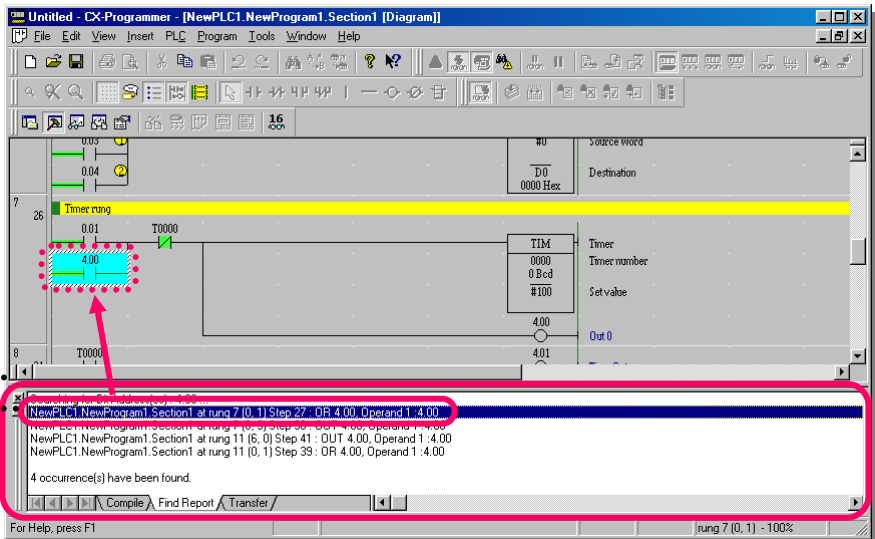 Untitled - CX-Programmer - [NewPLC1.NewProgram1.Section1 [Diagram]]
File Edit View Insert PLC Program Tools Window Help
16
0.03 1 #0 Source word
0.04 2 D0 Destination
0000 Hex
7
26 Timer rung
0.01 T0000 TIM Timer
4.00 0000 Timer number
0 Bcd
#100 Set value
4.00
Out 0
8 T0000 4.01
NewPLC1.NewProgram1.Section1 at rung 7 (0, 1) Step 27 : OR 4.00, Operand 1 :4.00
NewPLC1.NewProgram1.Section1 at rung 11 (6, 0) Step 41 : OUT 4.00, Operand 1 :4.00
NewPLC1.NewProgram1.Section1 at rung 11 (0, 1) Step 39 : OR 4.00, Operand 1 :4.00
4 occurrence(s) have been found.
Compile Find Report Transfer
For Help, press F1 rung 7 (0, 1) - 100%